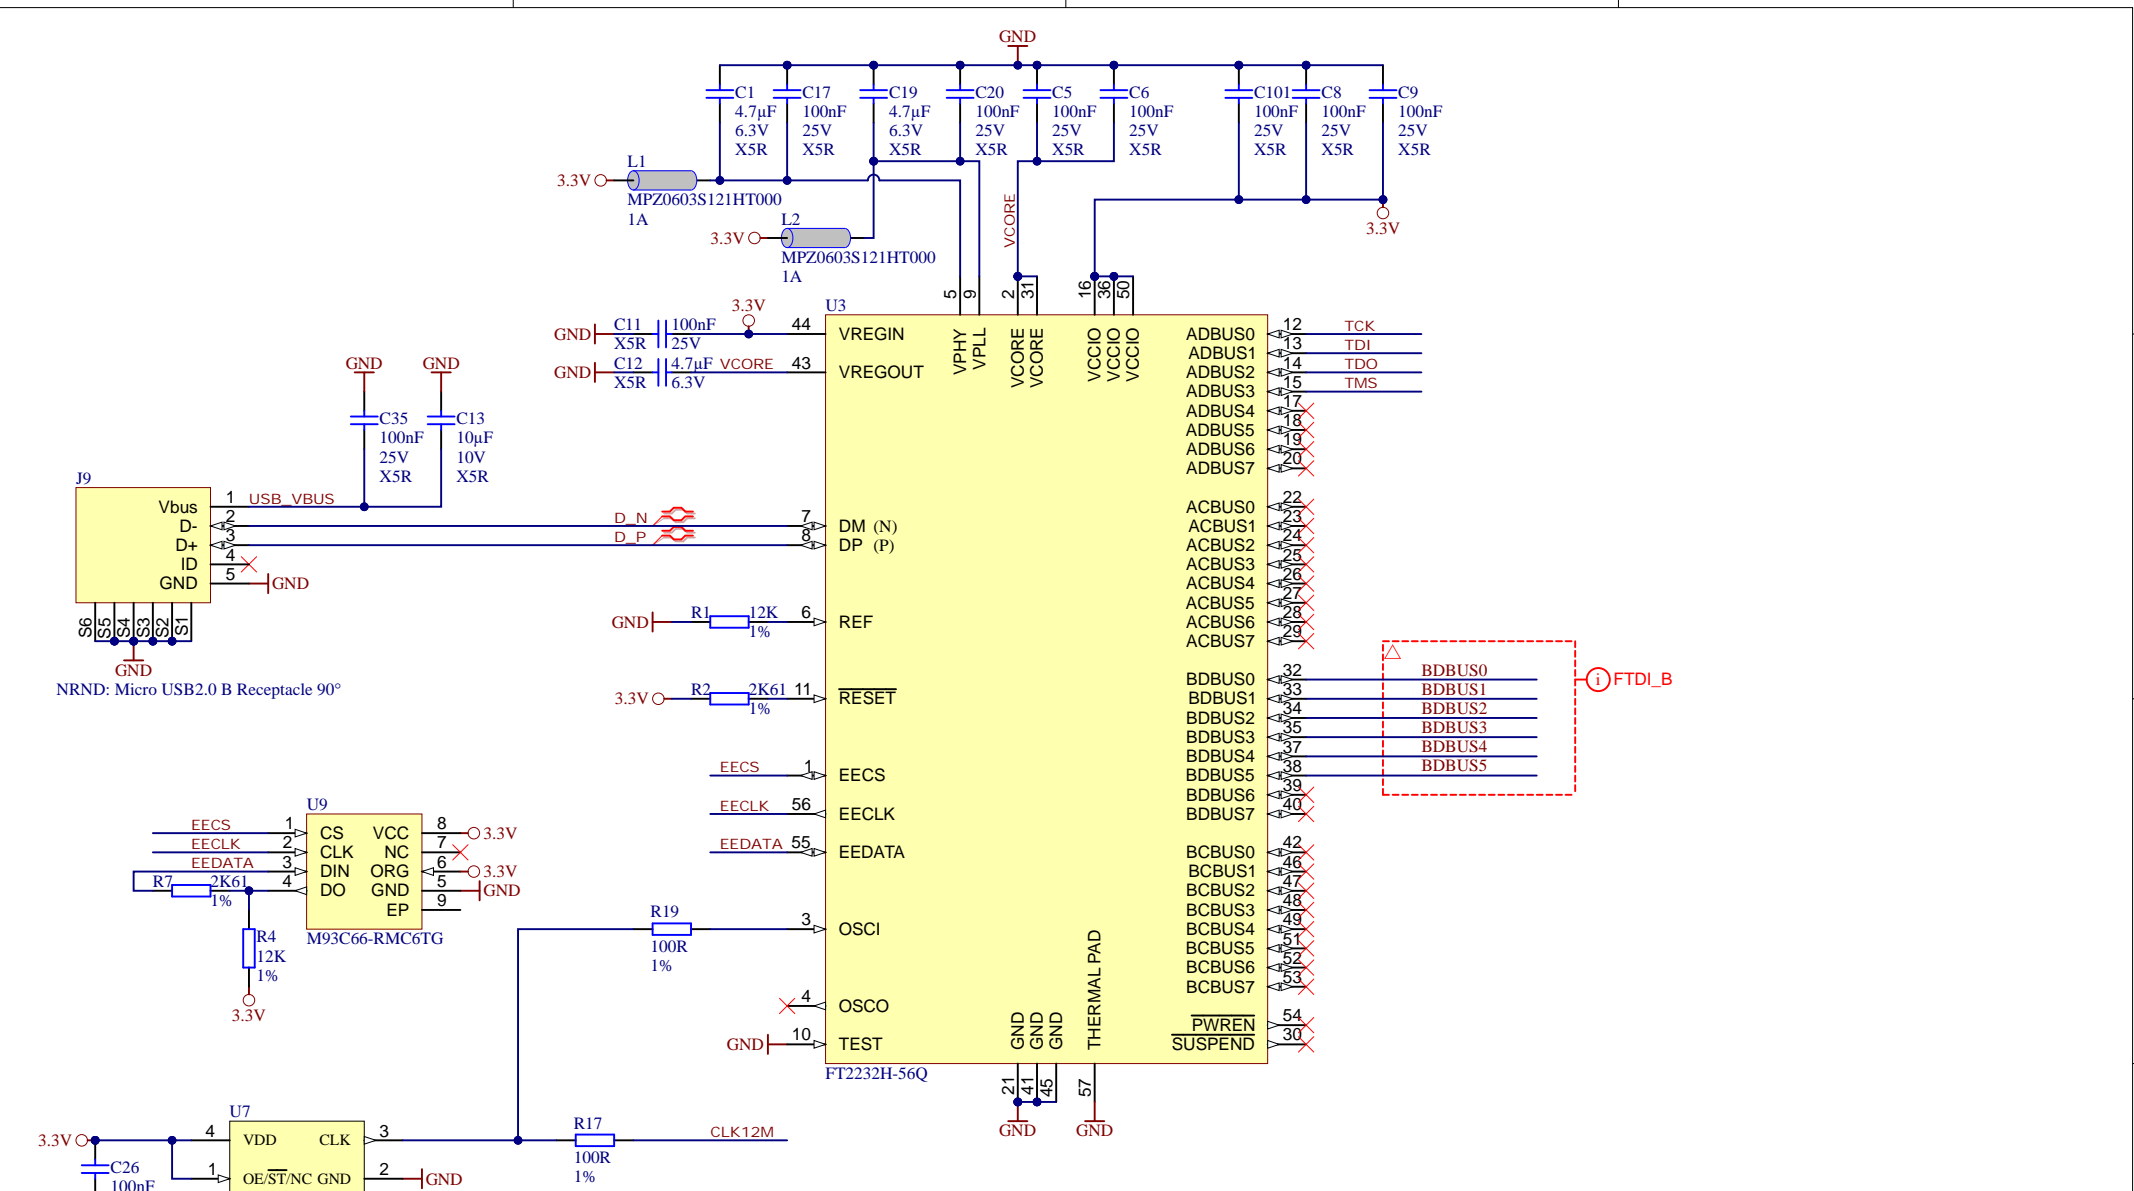 GND
C1
4.7µF
6.3V
X5R
C17
100nF
25V
X5R
C19
4.7µF
6.3V
X5R
C20
100nF
25V
X5R
C5
100nF
25V
X5R
C6
100nF
25V
X5R
C101
100nF
25V
X5R
C8
100nF
25V
X5R
C9
100nF
25V
X5R
L1
3.3V
MPZ0603S121HT000
1A
L2
3.3V
MPZ0603S121HT000
1A
VCORE
3.3V
5
9
2
31
16
36
50
U3
3.3V
GND
C11
X5R
100nF
25V
44
VREGIN
GND
C12
X5R
4.7µF
6.3V
VCORE
43
VREGOUT
VPHY
VPLL
VCORE
VCORE
VCCIO
VCCIO
VCCIO
ADBUS0 12 TCK
ADBUS1 13 TDI
ADBUS2 14 TDO
ADBUS3 15 TMS
ADBUS4 17
ADBUS5 18
ADBUS6 19
ADBUS7 20
GND
GND
C35
100nF
25V
X5R
C13
10µF
10V
X5R
J9
Vbus 1 USB_VBUS
D- 2
D+ 3
ID 4
GND 5 GND
S6
S5
S4
S3
S2
S1
GND
NRND: Micro USB2.0 B Receptacle 90°
D_N 7 DM (N)
D_P 8 DP (P)
ACBUS0 22
ACBUS1 23
ACBUS2 24
ACBUS3 25
ACBUS4 26
ACBUS5 27
ACBUS6 28
ACBUS7 29
GND R1 12K 6 REF
1%
3.3V R2 2K61 11 RESET
1%
BDBUS0 32 BDBUS0
BDBUS1 33 BDBUS1
BDBUS2 34 BDBUS2
BDBUS3 35 BDBUS3
BDBUS4 37 BDBUS4
BDBUS5 38 BDBUS5
BDBUS6 39
BDBUS7 40
i FTDI_B
EECS 1 EECS
EECLK 56 EECLK
EEDATA 55 EEDATA
U9
EECS 1 CS VCC 8 3.3V
EECLK 2 CLK NC 7
EEDATA 3 DIN ORG 6 3.3V
R7 2K61 4 DO GND 5 GND
1%
EP 9
M93C66-RMC6TG
R4
12K
1%
3.3V
BCBUS0 42
BCBUS1 46
BCBUS2 47
BCBUS3 48
BCBUS4 49
BCBUS5 51
BCBUS6 52
BCBUS7 53
R19
100R
1%
3 OSCI
4 OSCO
GND 10 TEST
PWREN 54
SUSPEND 30
GND
GND
GND
THERMAL PAD
FT2232H-56Q
21
41
45
57
GND
GND
U7
3.3V 4 VDD CLK 3
C26
100nF
1 OE/ST/NC GND 2 GND
R17
100R
1%
CLK12M